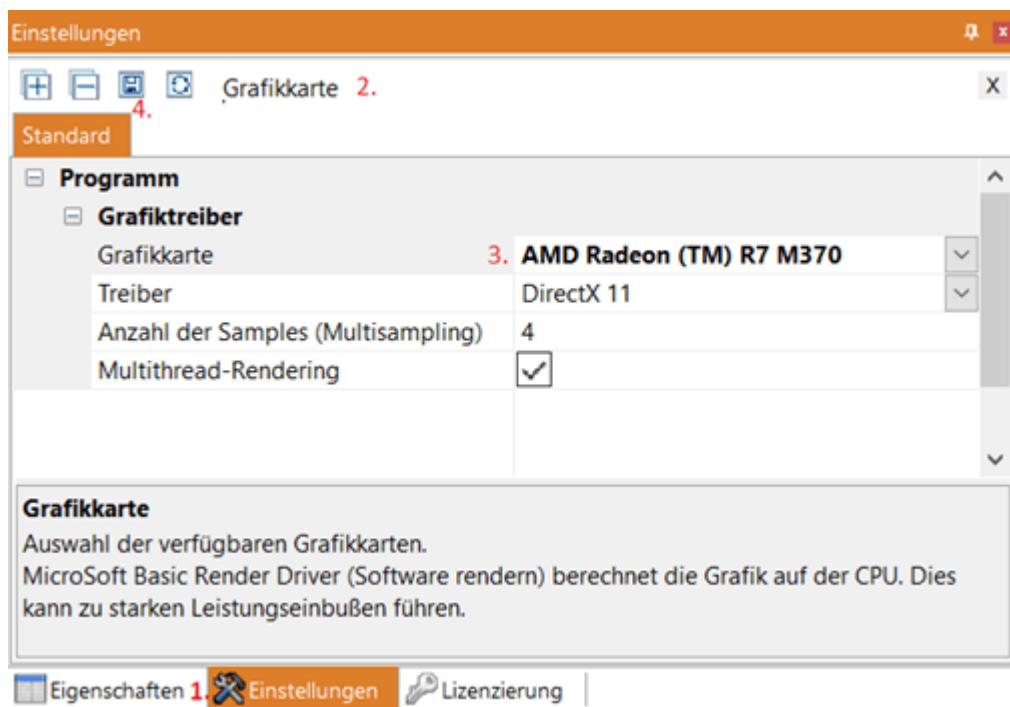 Einstellungen
Grafikkarte 2.
X
4.
Standard
Programm
Grafiktreiber
Grafikkarte 3. AMD Radeon (TM) R7 M370
Treiber DirectX 11
Anzahl der Samples (Multisampling) 4
Multithread-Rendering
Grafikkarte
Auswahl der verfügbaren Grafikkarten.
MicroSoft Basic Render Driver (Software rendern) berechnet die Grafik auf der CPU. Dies
kann zu starken Leistungseinbußen führen.
Eigenschaften 1. Einstellungen Lizenzierung